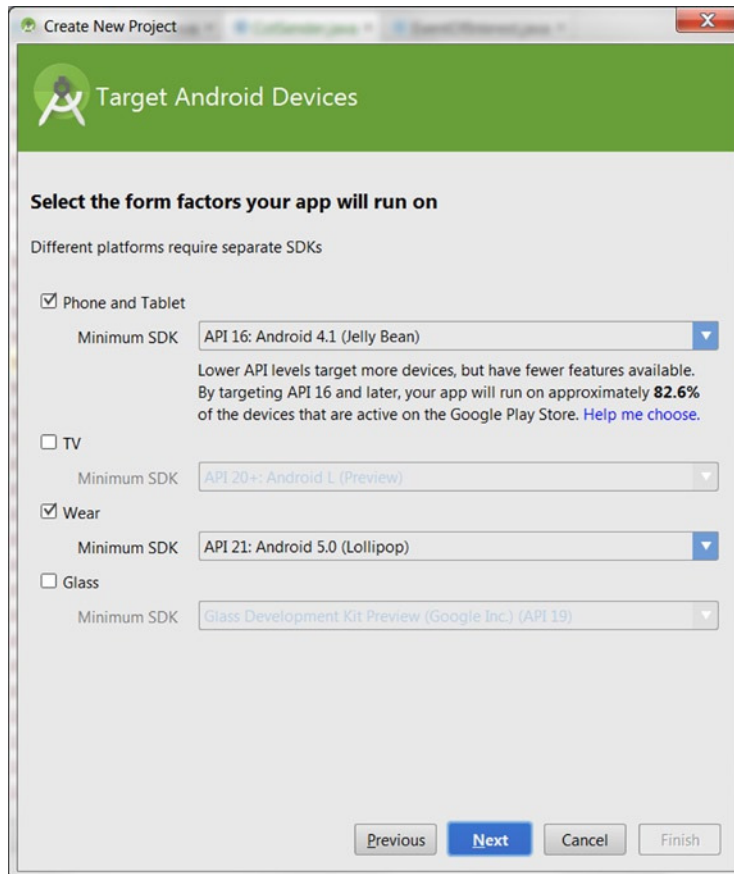 Create New Project
Target Android Devices
Select the form factors your app will run on
Different platforms require separate SDKs
Phone and Tablet
Minimum SDK API 16: Android 4.1 (Jelly Bean)
Lower API levels target more devices, but have fewer features available.
By targeting API 16 and later, your app will run on approximately 82.6%
of the devices that are active on the Google Play Store. Help me choose.
TV
Minimum SDK API 20+: Android L (Preview)
Wear
Minimum SDK API 21: Android 5.0 (Lollipop)
Glass
Minimum SDK Glass Development Kit Preview (Google Inc.) (API 19)
Previous Next Cancel Finish